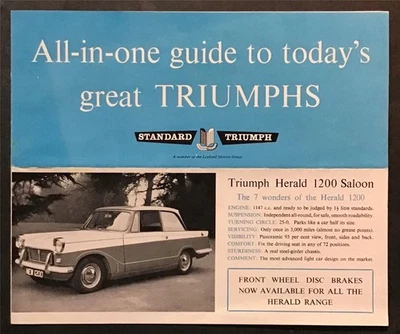 All-in-one guide to today's
great TRIUMPHS
STANDARD TRIUMPH
A member of the Leyland Motors Group
Triumph Herald 1200 Saloon
The 7 wonders of the Herald 1200
ENGINE: 1147 c.c. and ready to be judged by 1½ litre standards.
SUSPENSION: Independent all-round, for safe, smooth roadability.
TURNING CIRCLE: 25-ft. Parks like a car half its size.
SERVICING: Only once in 3,000 miles (almost no grease points).
VISIBILITY: Panoramic 93 per cent view, front, sides and back.
COMFORT: Fix the driving seat in any of 72 positions.
STURDINESS: A real steel-girder chassis.
COMMENT: The most advanced light car design on the market.
FRONT WHEEL DISC BRAKES
NOW AVAILABLE FOR ALL THE
HERALD RANGE